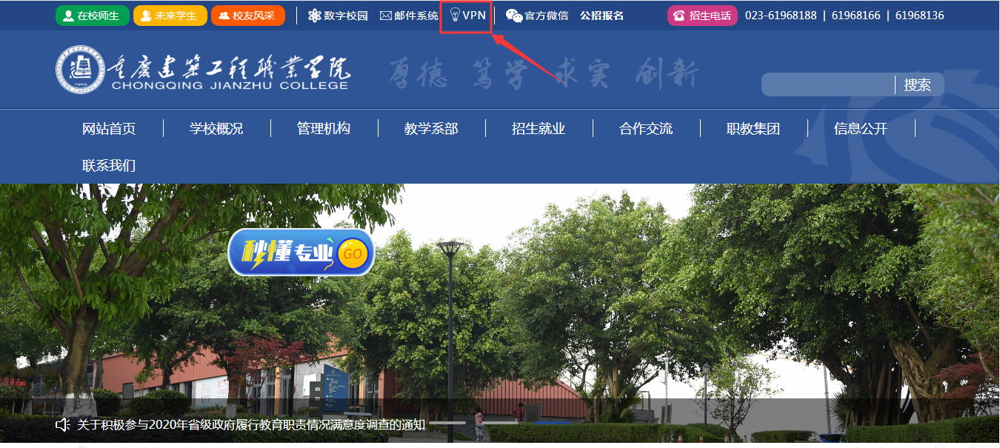 在校师生 未来学生 校友风采 数字校园 邮件系统 VPN 官方微信 公招报名 招生电话 023-61968188 | 61968166 | 61968136
重庆建筑工程职业学院 厚德 笃学 求实 创新
CHONGQING JIANZHU COLLEGE
1956
搜索
网站首页 学校概况 管理机构 教学系部 招生就业 合作交流 职教集团 信息公开
联系我们
秒懂专业 GO
关于积极参与2020年省级政府履行教育职责情况满意度调查的通知